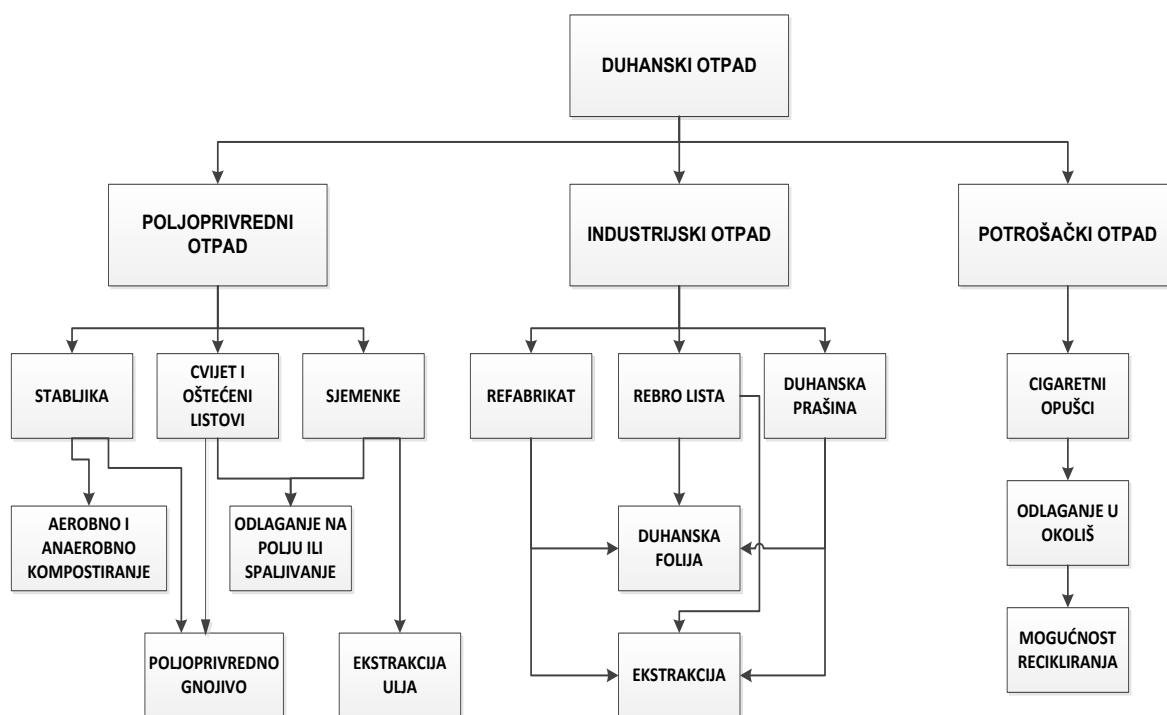 DUHANSKI OTPAD
POLJOPRIVREDNI
OTPAD
INDUSTRIJSKI OTPAD
POTROŠAČKI OTPAD
STABLJIKA
CVIJET I
OŠTEĆENI
LISTOVI
SJEMENKE
REFABRIKAT
REBRO LISTA
DUHANSKA
PRAŠINA
CIGARETNI
OPUŠCI
AEROBNO I
ANAEROBNO
KOMPOSTIRANJE
ODLAGANJE NA
POLJU ILI
SPALJIVANJE
DUHANSKA
FOLIJA
ODLAGANJE U
OKOLIŠ
POLJOPRIVREDNO
GNOJIVO
EKSTRAKCIJA
ULJA
EKSTRAKCIJA
MOGUĆNOST
RECIKLIRANJA